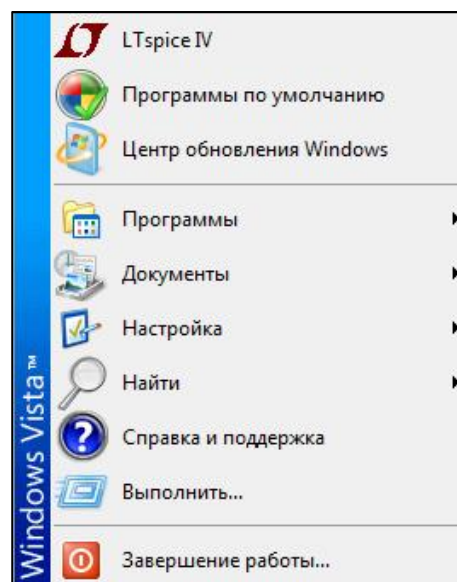 LTspice IV
Программы по умолчанию
Центр обновления Windows
Программы
Документы
Настройка
Найти
Справка и поддержка
Выполнить...
Завершение работы...
Windows Vista™